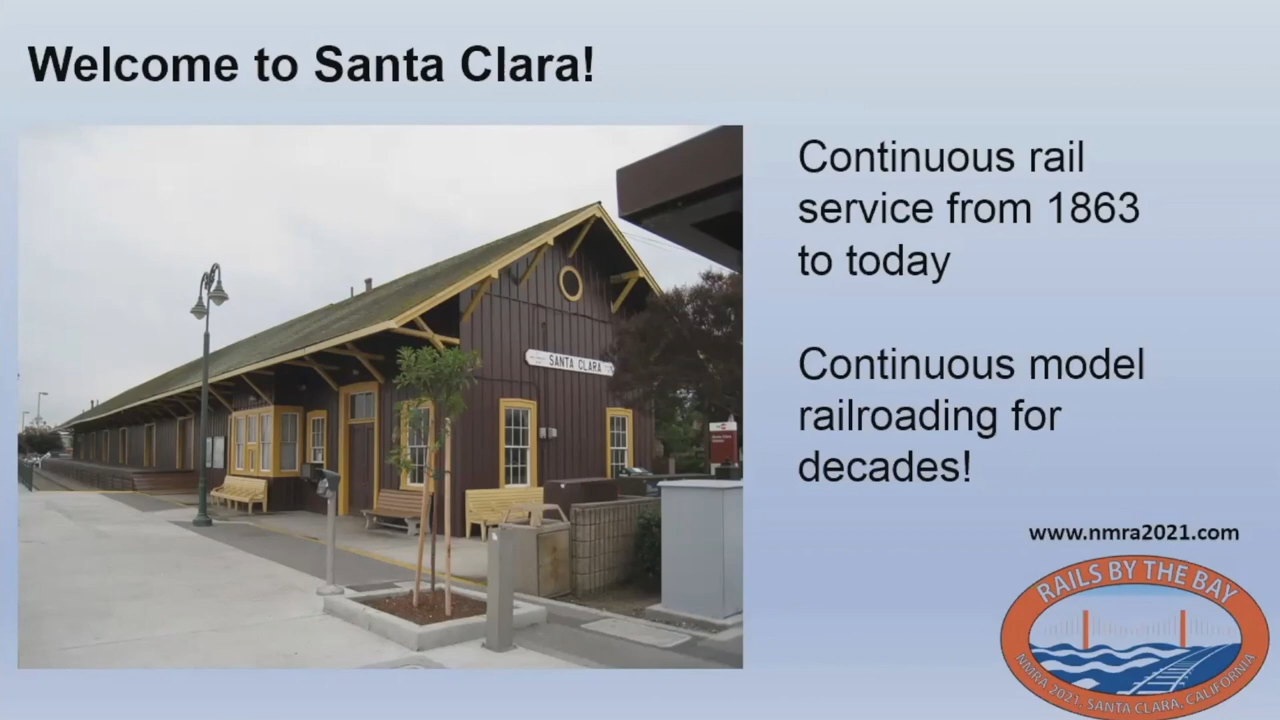 Welcome to Santa Clara!
Continuous rail
service from 1863
to today
Continuous model
railroading for
decades!
SANTA CLARA
www.nmra2021.com
RAILS BY THE BAY
NMRA 2021, SANTA CLARA, CALIFORNIA